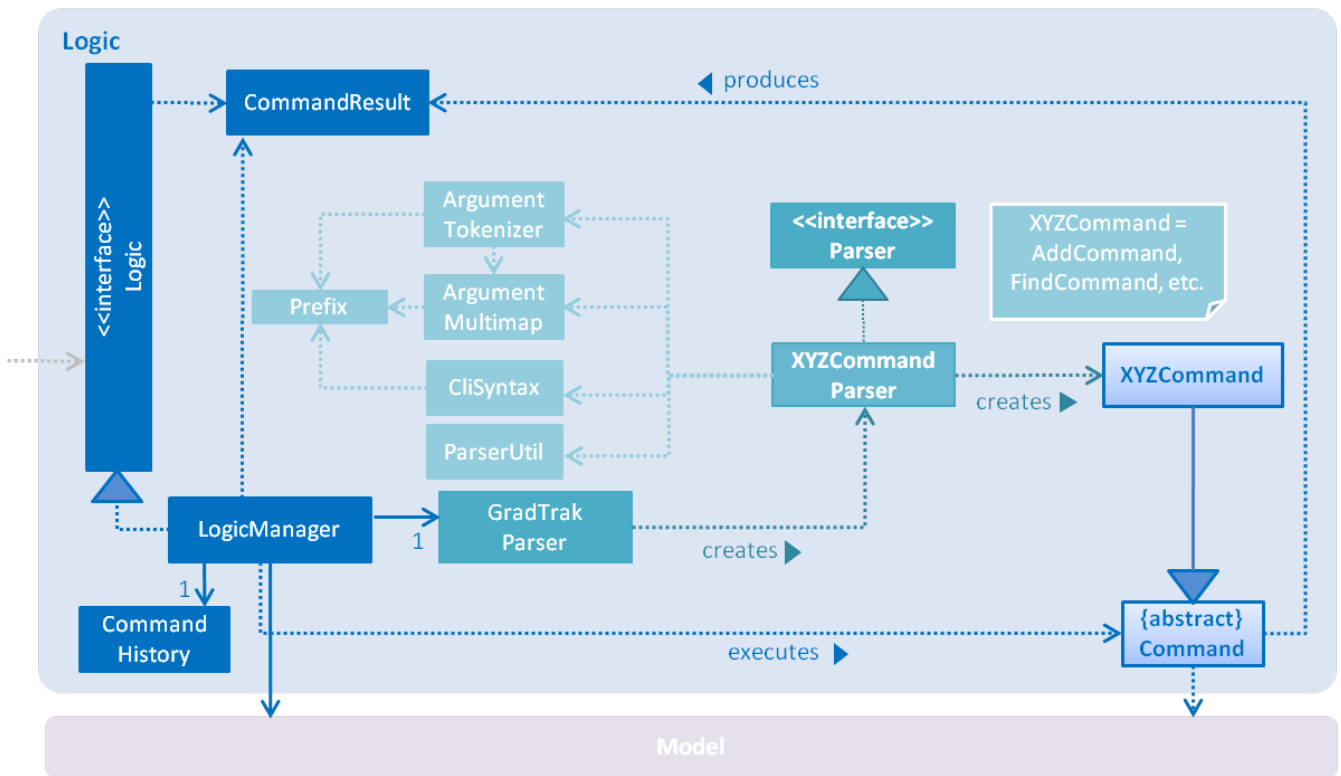 Logic
<<interface>>
Logic
CommandResult
produces
Argument
Tokenizer
<<interface>>
Parser
XYZCommand =
AddCommand,
FindCommand, etc.
Prefix
Argument
Multimap
XYZCommand
Parser
XYZCommand
creates
CliSyntax
ParserUtil
LogicManager
1
GradTrak
Parser
creates
1
Command
History
executes
{abstract}
Command
Model